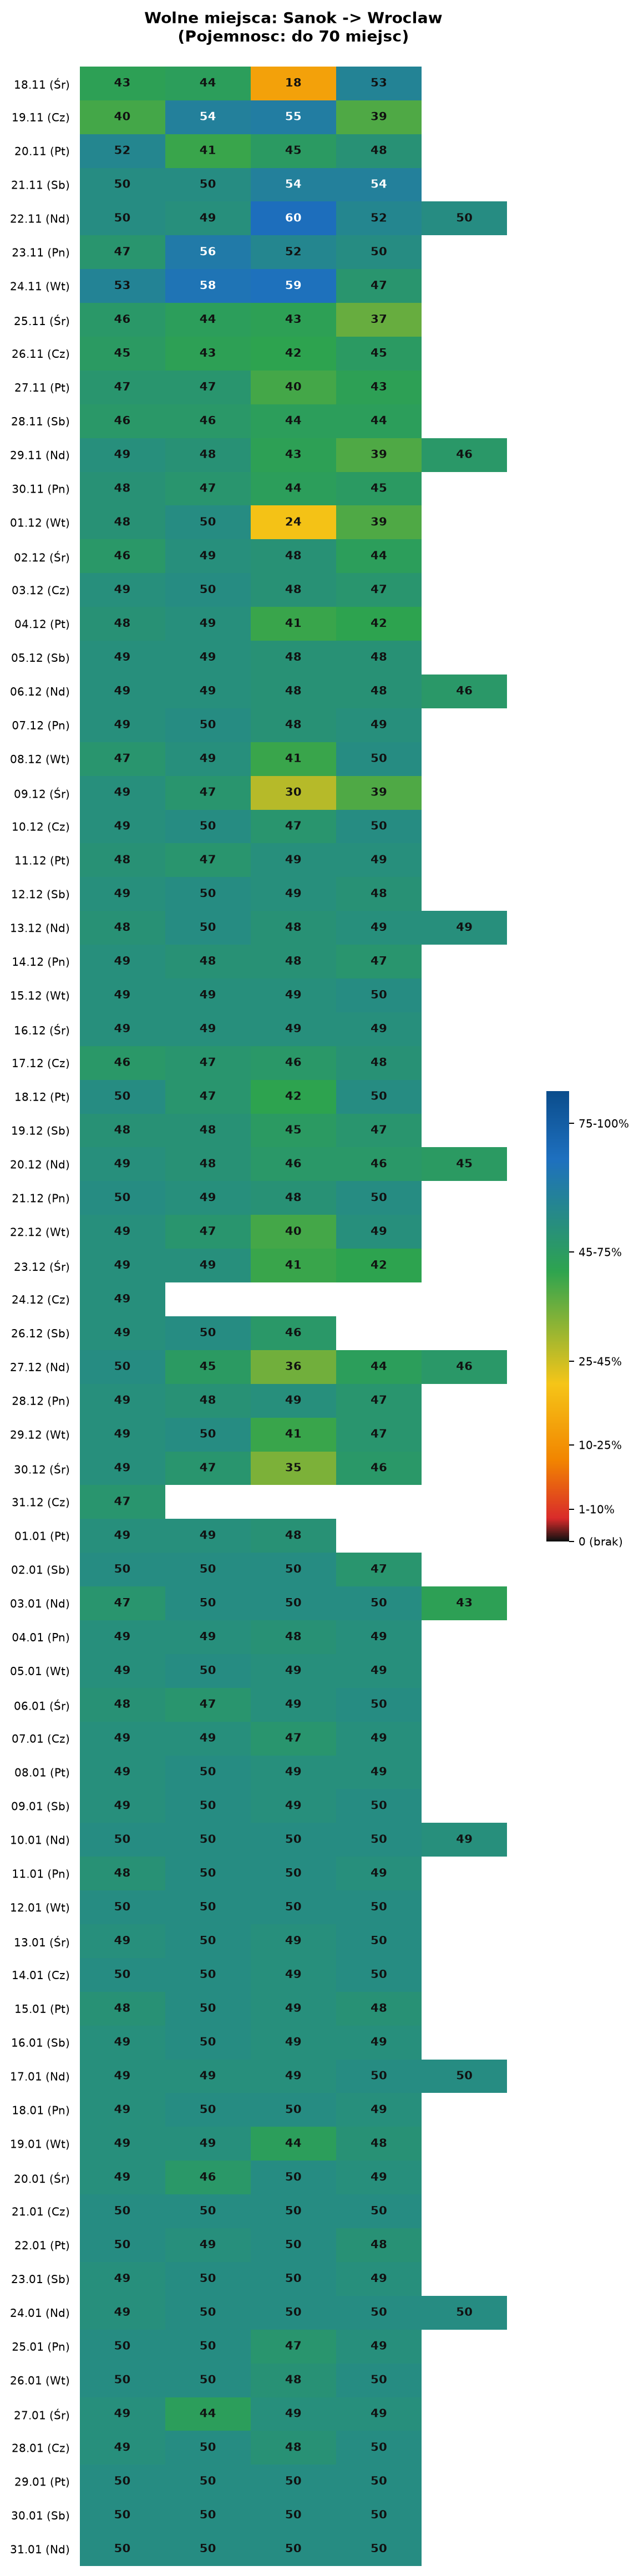 Wolne miejsca: Sanok -> Wroclaw
(Pojemnosc: do 70 miejsc)
18.11 (Śr) 43 44 18 53
19.11 (Cz) 40 54 55 39
20.11 (Pt) 52 41 45 48
21.11 (Sb) 50 50 54 54
22.11 (Nd) 50 49 60 52 50
23.11 (Pn) 47 56 52 50
24.11 (Wt) 53 58 59 47
25.11 (Śr) 46 44 43 37
26.11 (Cz) 45 43 42 45
27.11 (Pt) 47 47 40 43
28.11 (Sb) 46 46 44 44
29.11 (Nd) 49 48 43 39 46
30.11 (Pn) 48 47 44 45
01.12 (Wt) 48 50 24 39
02.12 (Śr) 46 49 48 44
03.12 (Cz) 49 50 48 47
04.12 (Pt) 48 49 41 42
05.12 (Sb) 49 49 48 48
06.12 (Nd) 49 49 48 48 46
07.12 (Pn) 49 50 48 49
08.12 (Wt) 47 49 41 50
09.12 (Śr) 49 47 30 39
10.12 (Cz) 49 50 47 50
11.12 (Pt) 48 47 49 49
12.12 (Sb) 49 50 49 48
13.12 (Nd) 48 50 48 49 49
14.12 (Pn) 49 48 48 47
15.12 (Wt) 49 49 49 50
16.12 (Śr) 49 49 49 49
17.12 (Cz) 46 47 46 48
18.12 (Pt) 50 47 42 50
19.12 (Sb) 48 48 45 47
20.12 (Nd) 49 48 46 46 45
21.12 (Pn) 50 49 48 50
22.12 (Wt) 49 47 40 49
23.12 (Śr) 49 49 41 42
24.12 (Cz) 49
26.12 (Sb) 49 50 46
27.12 (Nd) 50 45 36 44 46
28.12 (Pn) 49 48 49 47
29.12 (Wt) 49 50 41 47
30.12 (Śr) 49 47 35 46
31.12 (Cz) 47
01.01 (Pt) 49 49 48
02.01 (Sb) 50 50 50 47
03.01 (Nd) 47 50 50 50 43
04.01 (Pn) 49 49 48 49
05.01 (Wt) 49 50 49 49
06.01 (Śr) 48 47 49 50
07.01 (Cz) 49 49 47 49
08.01 (Pt) 49 50 49 49
09.01 (Sb) 49 50 49 50
10.01 (Nd) 50 50 50 50 49
11.01 (Pn) 48 50 50 49
12.01 (Wt) 50 50 50 50
13.01 (Śr) 49 50 49 50
14.01 (Cz) 50 50 49 50
15.01 (Pt) 48 50 49 48
16.01 (Sb) 49 50 49 49
17.01 (Nd) 49 49 49 50 50
18.01 (Pn) 49 50 50 49
19.01 (Wt) 49 49 44 48
20.01 (Śr) 49 46 50 49
21.01 (Cz) 50 50 50 50
22.01 (Pt) 50 49 50 48
23.01 (Sb) 49 50 50 49
24.01 (Nd) 49 50 50 50 50
25.01 (Pn) 50 50 47 49
26.01 (Wt) 50 50 48 50
27.01 (Śr) 49 44 49 49
28.01 (Cz) 49 50 48 50
29.01 (Pt) 50 50 50 50
30.01 (Sb) 50 50 50 50
31.01 (Nd) 50 50 50 50
75-100%
45-75%
25-45%
10-25%
1-10%
0 (brak)